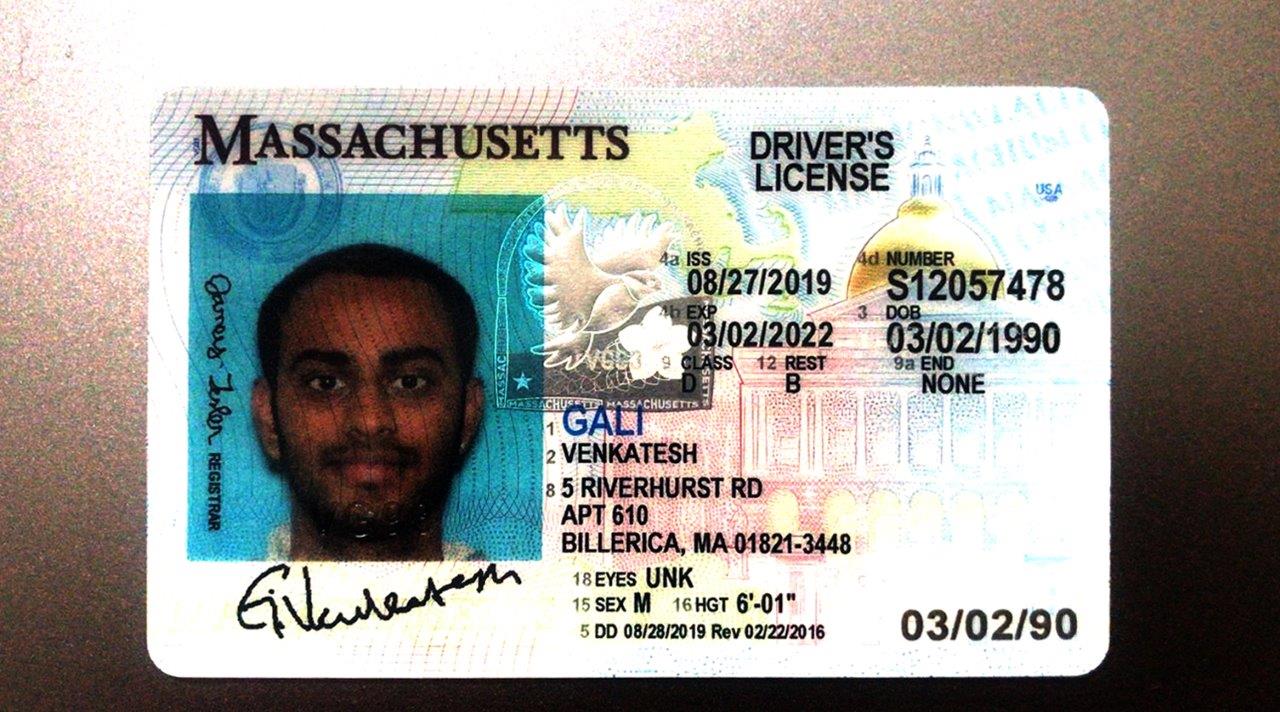 MASSACHUSETTS
DRIVER'S
LICENSE
USA
4a ISS
08/27/2019
4d NUMBER
S12057478
4b EXP
03/02/2022
3 DOB
03/02/1990
9 CLASS
D
12 REST
B
9a END
NONE
MASSACHUSETTS MASSACHUSETTS
1 GALI
2 VENKATESH
8 5 RIVERHURST RD
APT 610
BILLERICA, MA 01821-3448
18 EYES UNK
15 SEX M 16 HGT 6'-01"
5 DD 08/28/2019 Rev 02/22/2016
03/02/90
REGISTRAR
G.Venkatesh